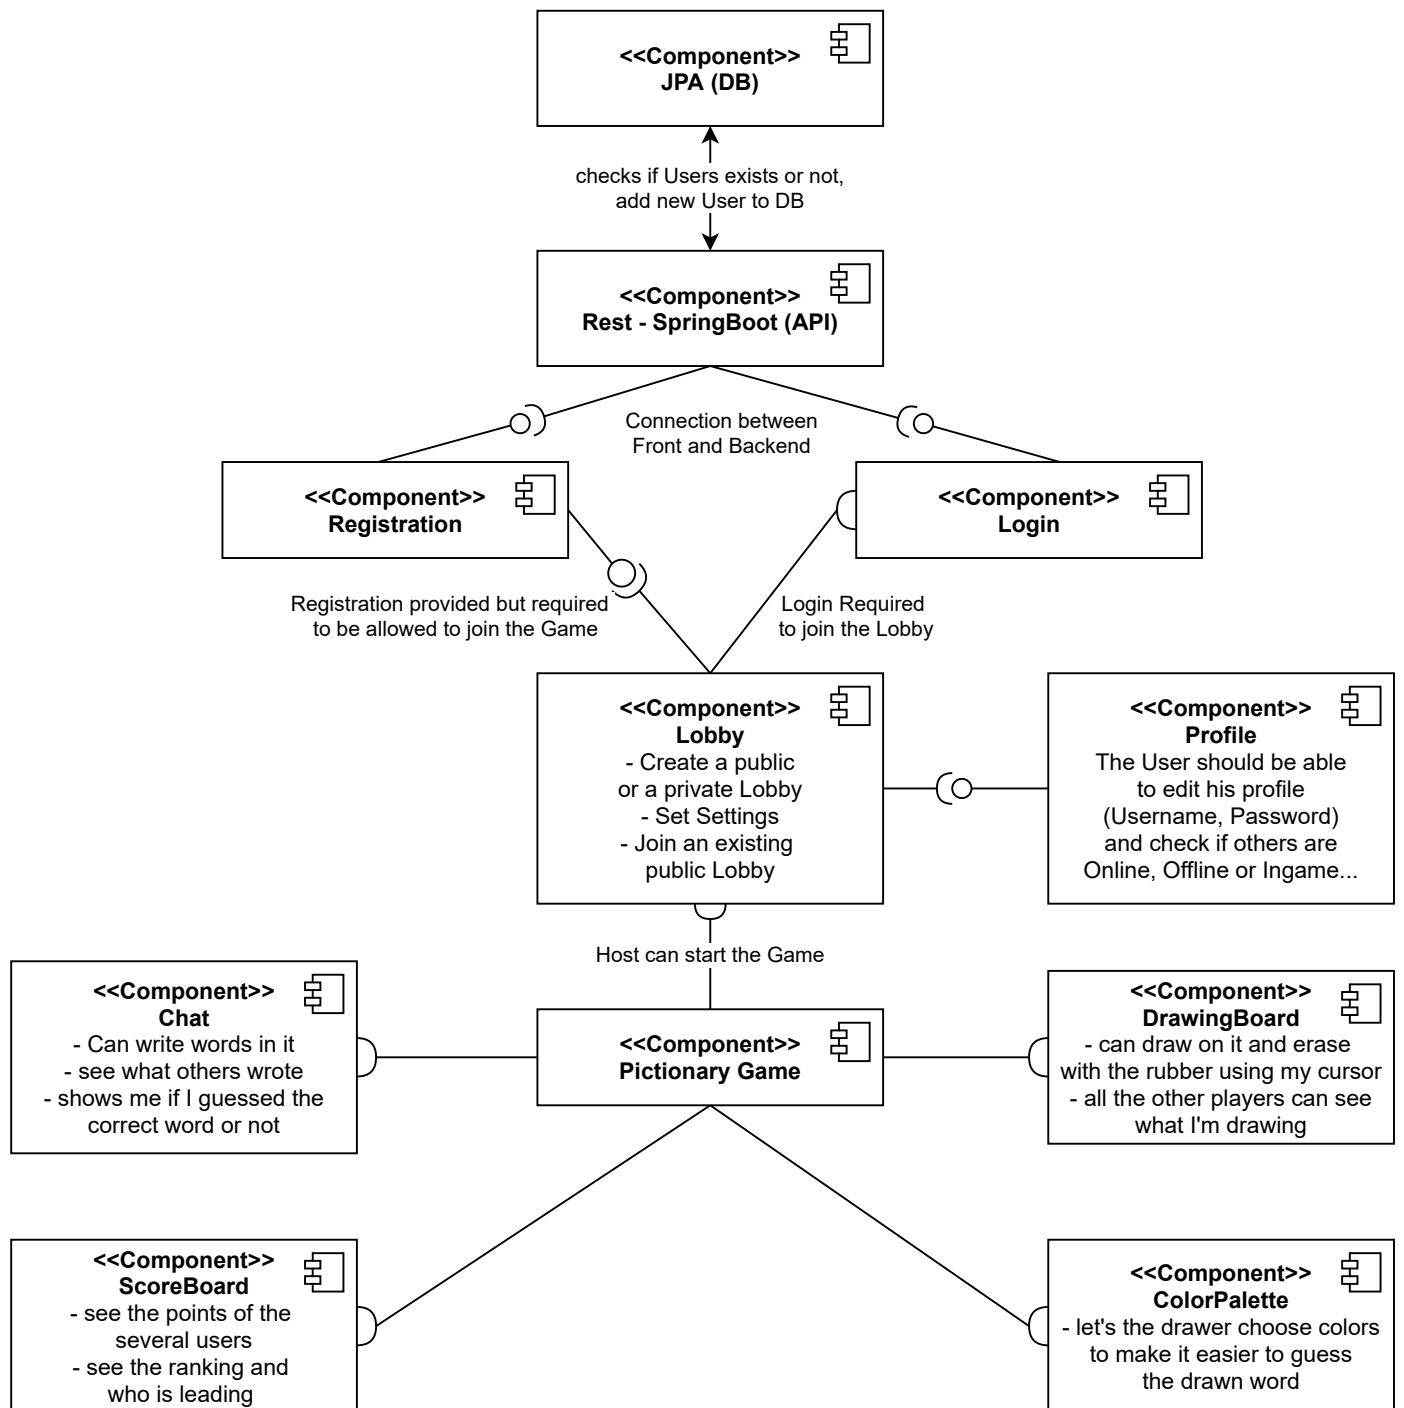 <<Component>>
JPA (DB)
checks if Users exists or not,
add new User to DB
<<Component>>
Rest - SpringBoot (API)
Connection between
Front and Backend
<<Component>>
Registration
<<Component>>
Login
Registration provided but required
to be allowed to join the Game
Login Required
to join the Lobby
<<Component>>
Lobby
- Create a public
or a private Lobby
- Set Settings
- Join an existing
public Lobby
<<Component>>
Profile
The User should be able
to edit his profile
(Username, Password)
and check if others are
Online, Offline or Ingame...
Host can start the Game
<<Component>>
Chat
- Can write words in it
- see what others wrote
- shows me if I guessed the
correct word or not
<<Component>>
Pictionary Game
<<Component>>
DrawingBoard
- can draw on it and erase
with the rubber using my cursor
- all the other players can see
what I'm drawing
<<Component>>
ScoreBoard
- see the points of the
several users
- see the ranking and
who is leading
<<Component>>
ColorPalette
- let's the drawer choose colors
to make it easier to guess
the drawn word